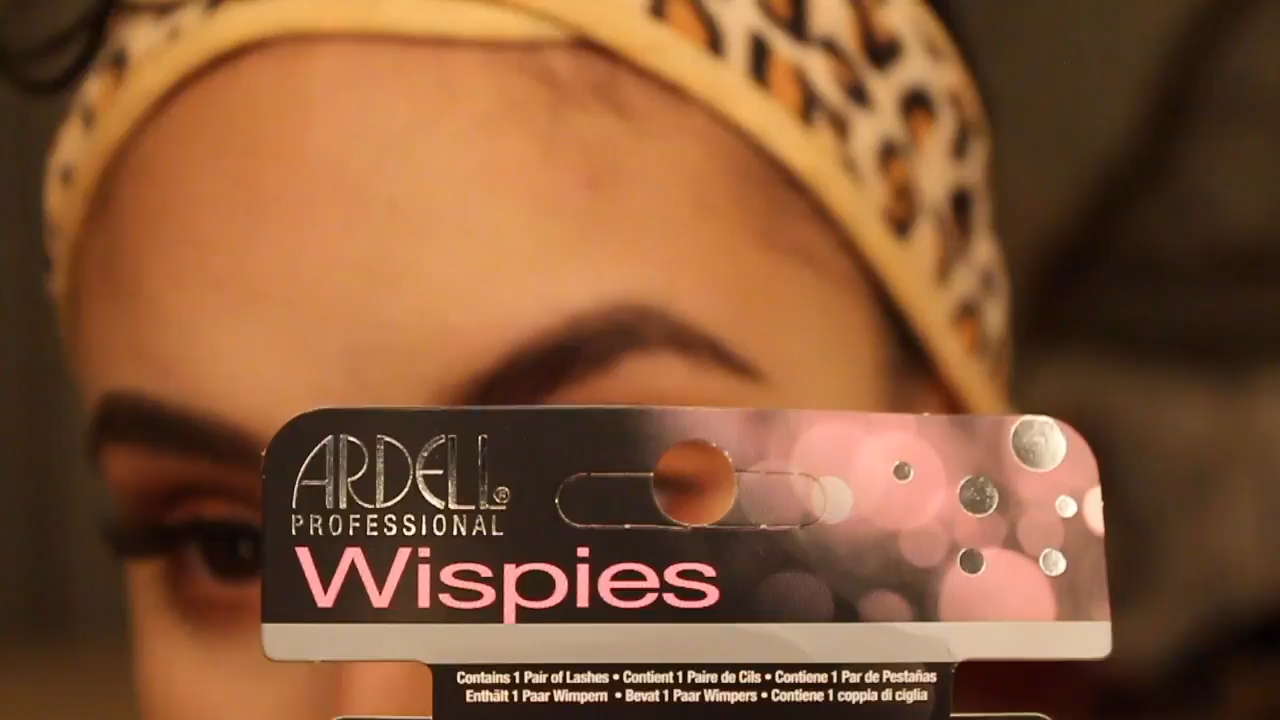 ARDELL®
PROFESSIONAL
Wispies
Contains 1 Pair of Lashes • Contient 1 Paire de Cils • Contiene 1 Par de Pestañas
Enthält 1 Paar Wimpern • Bevat 1 Paar Wimpers • Contiene 1 coppia di ciglia